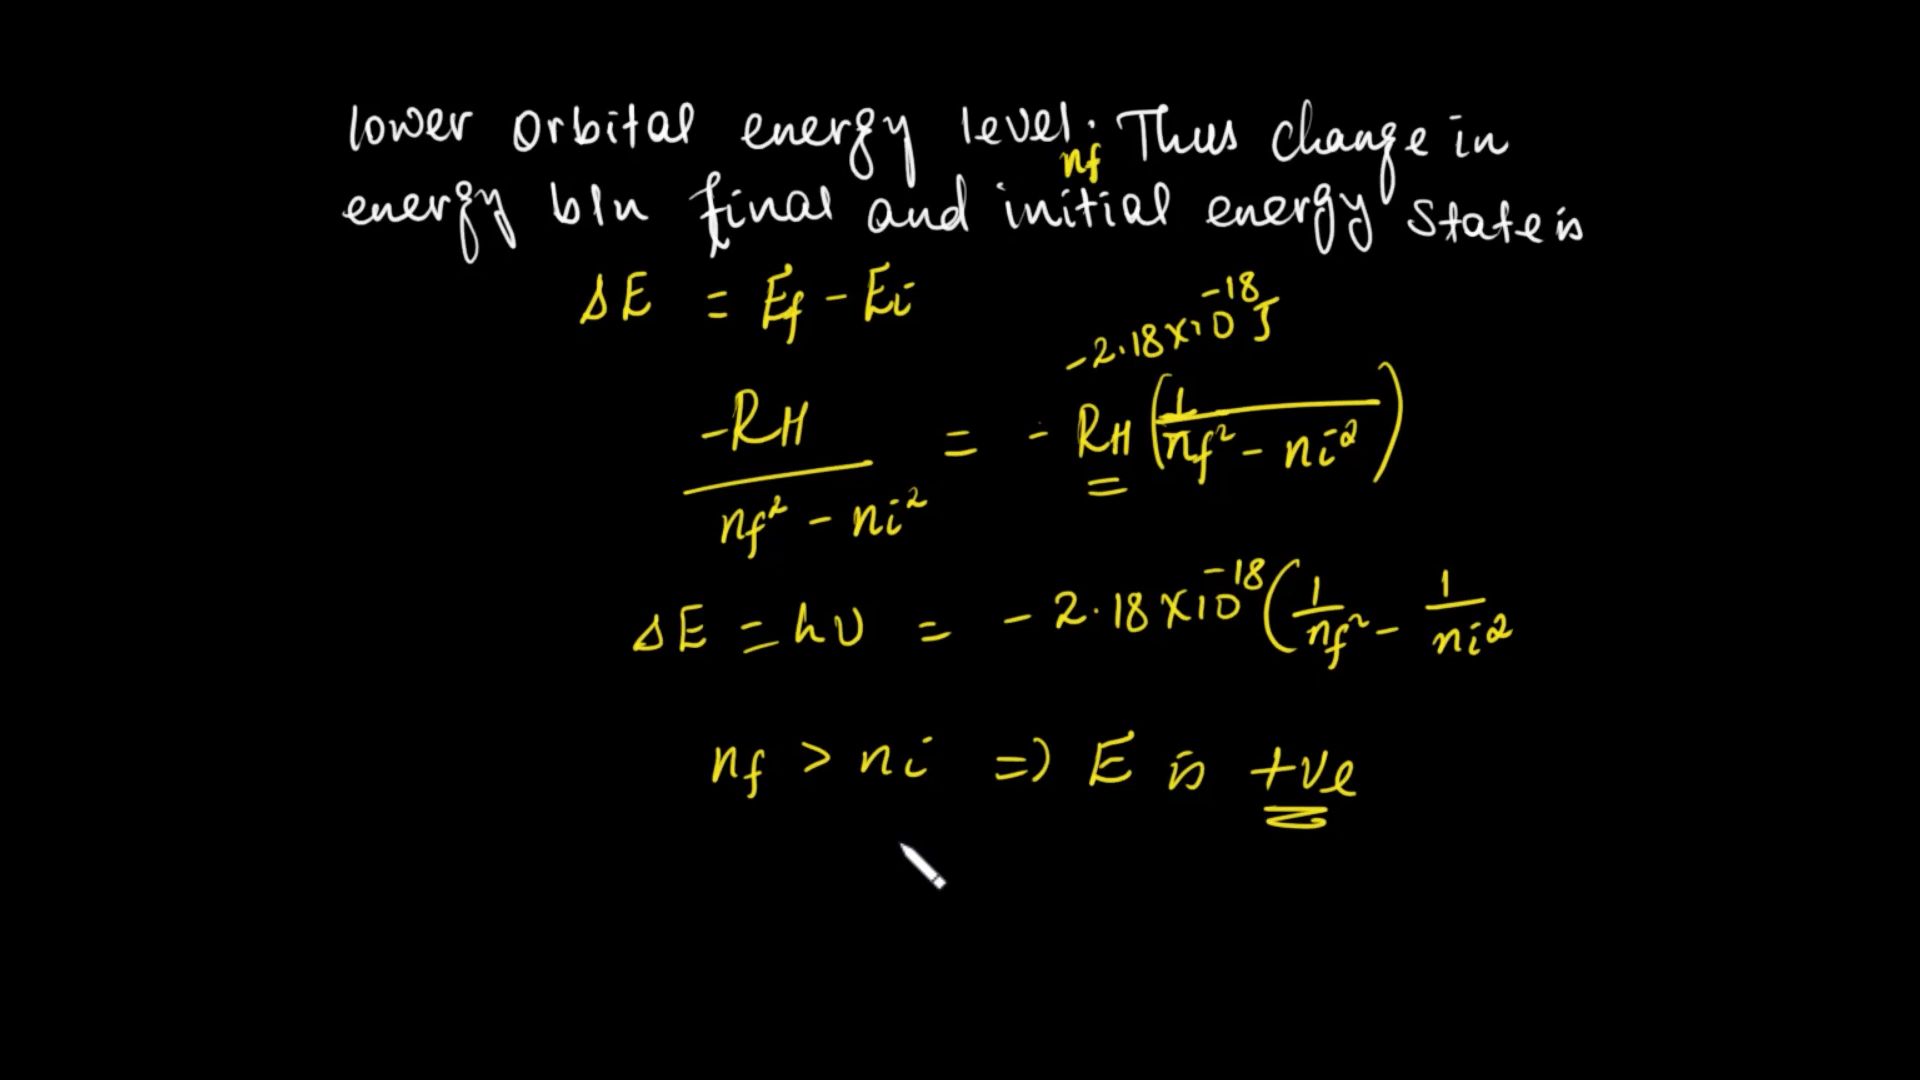 lower orbital energy level. Thus change in
nf
energy b/n final and initial energy state is
ΔE = Ef - Ei
-2.18×10⁻¹⁸J
-RH/(nf² - ni²) = - RH (1/(nf² - ni²))
ΔE = hυ = - 2.18×10⁻¹⁸ (1/nf² - 1/ni²
nf > ni => E is +ve